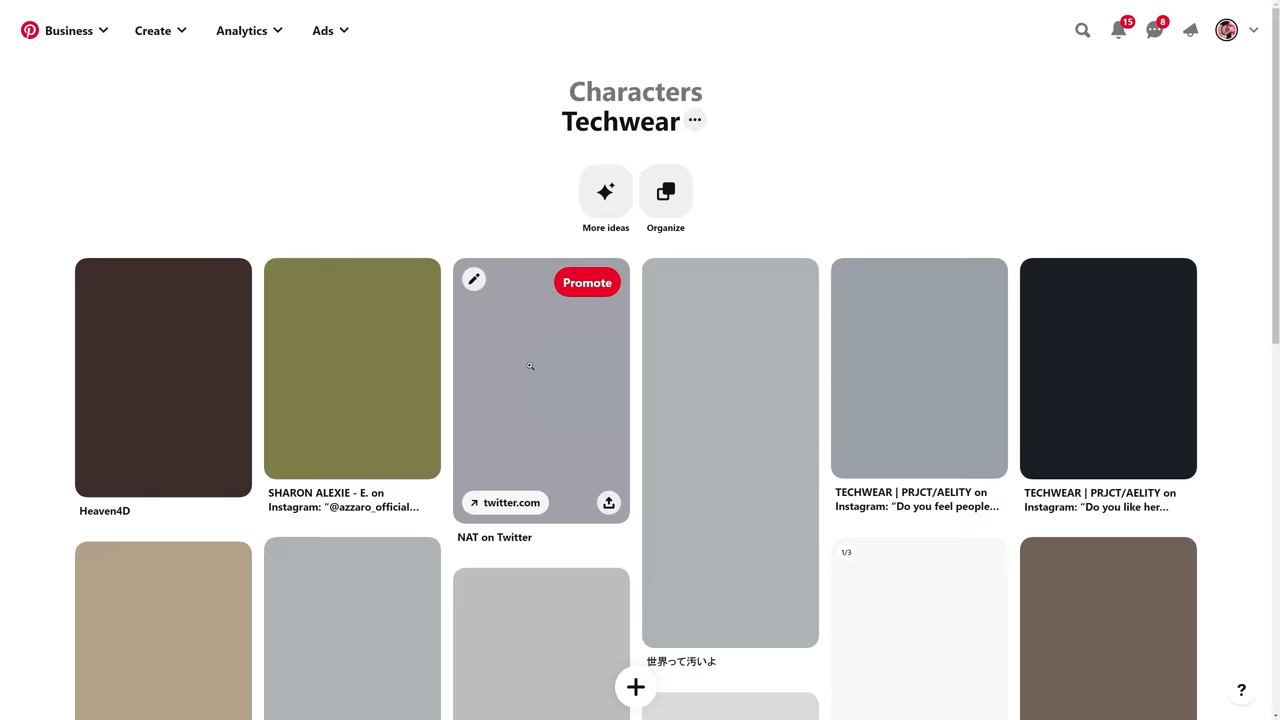 Business
Create
Analytics
Ads
15
8
Characters
Techwear
More ideas
Organize
Promote
twitter.com
Heaven4D
SHARON ALEXIE - E. on
Instagram: “@azzaro_official...
NAT on Twitter
世界って汚いよ
TECHWEAR | PRJCT/AELITY on
Instagram: “Do you feel people...
TECHWEAR | PRJCT/AELITY on
Instagram: “Do you like her...
1/3
?